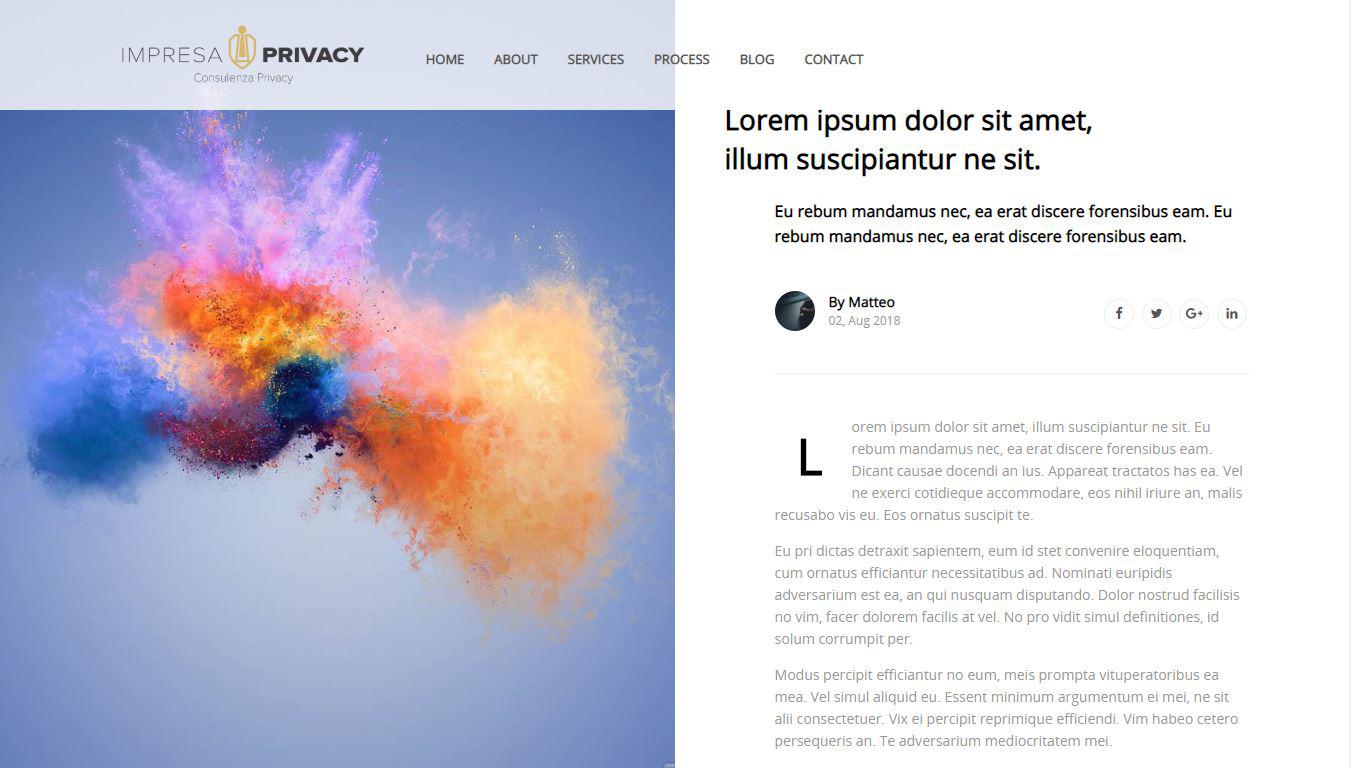 IMPRESA PRIVACY
Consulenza Privacy
HOME ABOUT SERVICES PROCESS BLOG CONTACT
Lorem ipsum dolor sit amet,
illum suscipiantur ne sit.
Eu rebum mandamus nec, ea erat discere forensibus eam. Eu
rebum mandamus nec, ea erat discere forensibus eam.
By Matteo
02, Aug 2018
f G+ in
L
orem ipsum dolor sit amet, illum suscipiantur ne sit. Eu
rebum mandamus nec, ea erat discere forensibus eam.
Dicant causae docendi an ius. Appareat tractatos has ea. Vel
ne exerci cotidieque accommodare, eos nihil iriure an, malis
recusabo vis eu. Eos ornatus suscipit te.
Eu pri dictas detraxit sapientem, eum id stet convenire eloquentiam,
cum ornatus efficiantur necessitatibus ad. Nominati euripidis
adversarium est ea, an qui nusquam disputando. Dolor nostrud facilisis
no vim, facer dolorem facilis at vel. No pro vidit simul definitiones, id
solum corrumpit per.
Modus percipit efficiantur no eum, meis prompta vituperatoribus ea
mea. Vel simul aliquid eu. Essent minimum argumentum ei mei, ne sit
alii consectetuer. Vix ei percipit reprimique efficiendi. Vim habeo cetero
persequeris an. Te adversarium mediocritatem mei.